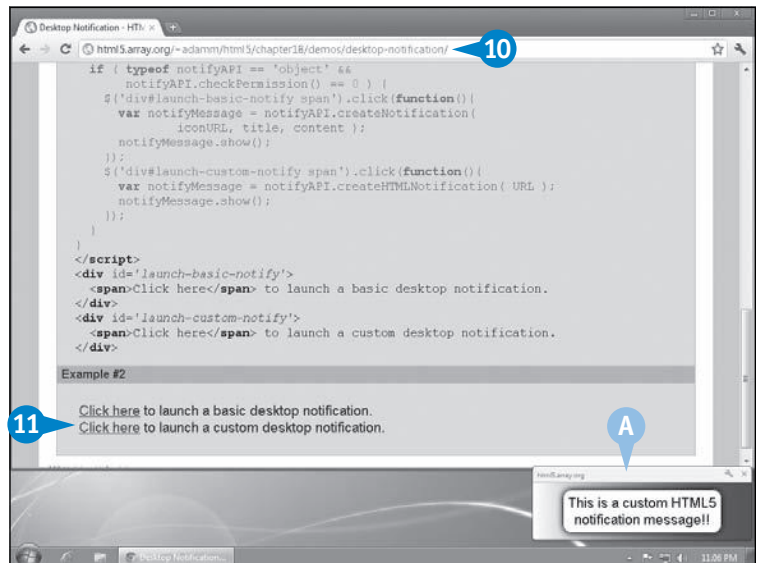 Desktop Notification - HTML
html5.array.org/~adamm/html5/chapter18/demos/desktop-notification/
10
if ( typeof notifyAPI == 'object' &&
notifyAPI.checkPermission() == 0 ) {
$('div#launch-basic-notify span').click(function(){
var notifyMessage = notifyAPI.createNotification(
iconURL, title, content );
notifyMessage.show();
});
$('div#launch-custom-notify span').click(function(){
var notifyMessage = notifyAPI.createHTMLNotification( URL );
notifyMessage.show();
});
}
}
</script>
<div id='launch-basic-notify'>
<span>Click here</span> to launch a basic desktop notification.
</div>
<div id='launch-custom-notify'>
<span>Click here</span> to launch a custom desktop notification.
</div>
Example #2
Click here to launch a basic desktop notification.
11
Click here to launch a custom desktop notification.
A
html5.array.org
This is a custom HTML5
notification message!!
Desktop Notification...
11:06 PM